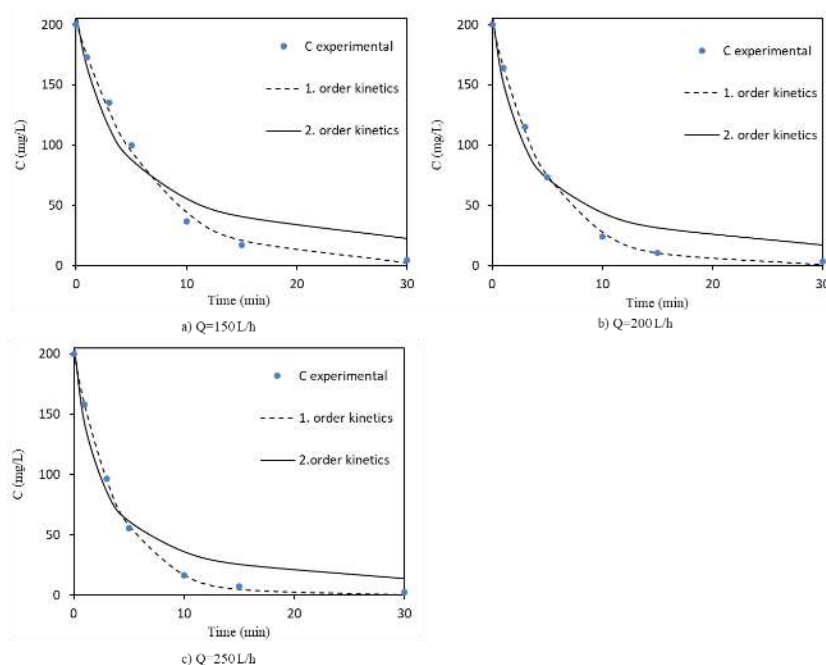 200
150
100
50
0
C (mg/L)
C experimental
1. order kinetics
2. order kinetics
0 10 20 30
Time (min)
a) Q=150 L/h
200
150
100
50
0
C (mg/L)
C experimental
1. order kinetics
2. order kinetics
0 10 20 30
Time (min)
b) Q=200 L/h
200
150
100
50
0
C (mg/L)
C experimental
1. order kinetics
2.order kinetics
0 10 20 30
Time (min)
c) Q=250 L/h